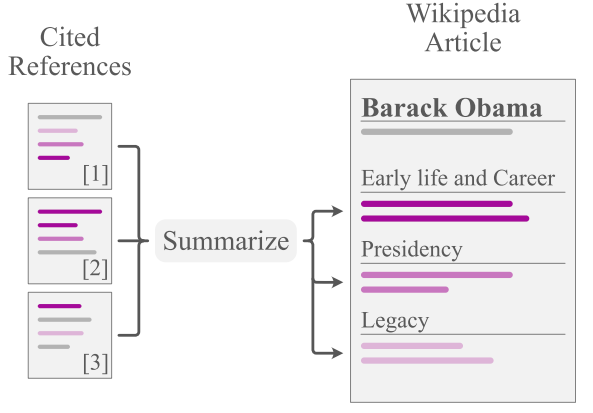 Cited
References
[1]
[2]
[3]
Summarize
Wikipedia
Article
Barack Obama
Early life and Career
Presidency
Legacy